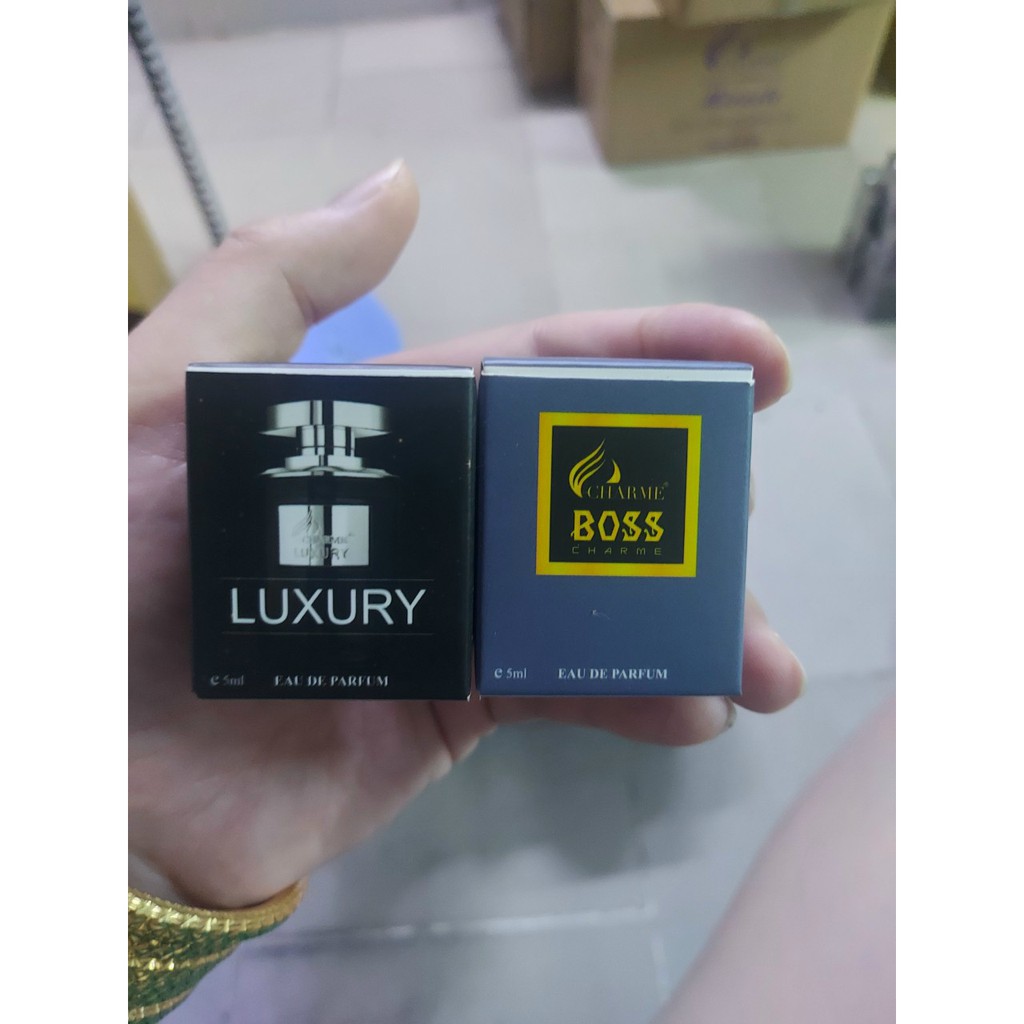 CHARME
LUXURY
LUXURY
℮ 5ml EAU DE PARFUM
CHARME®
BOSS
CHARME
℮ 5ml EAU DE PARFUM